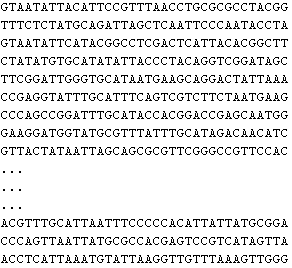 GTAATATTACATTCCGTTTAACCTGCGCGCCTACGG
TTTCTCTATGCAGATTAGCTCAATTCCCAATACCTA
GTAATATTCATACGGCCTCGACTCATTACACGGCTT
CTATATGTGCATATATTACCCTACAGGTCGGATAGC
TTCGGATTGGGTGCATAATGAAGCAGGACTATTAAA
CCGAGGTATTTGCATTTCAGTCGTCTTCTAATGAAG
CCCAGCCGGATTTGCATACCACGGACCGAGCAATGG
GAAGGATGGTATGCGTTTATTTGCATAGACAACATC
GTTACTATAATTAGCAGCGCGTTCGGGCCGTTCCAC
...
...
...
ACGTTTGCATTAATTTCCCCCACATTATTATGCGGA
CCCAGTTAATTATGCGCCACGAGTCCGTCATAGTTA
ACCTCATTAAATGTATTAAGGTTGTTTAAAGTTGGG